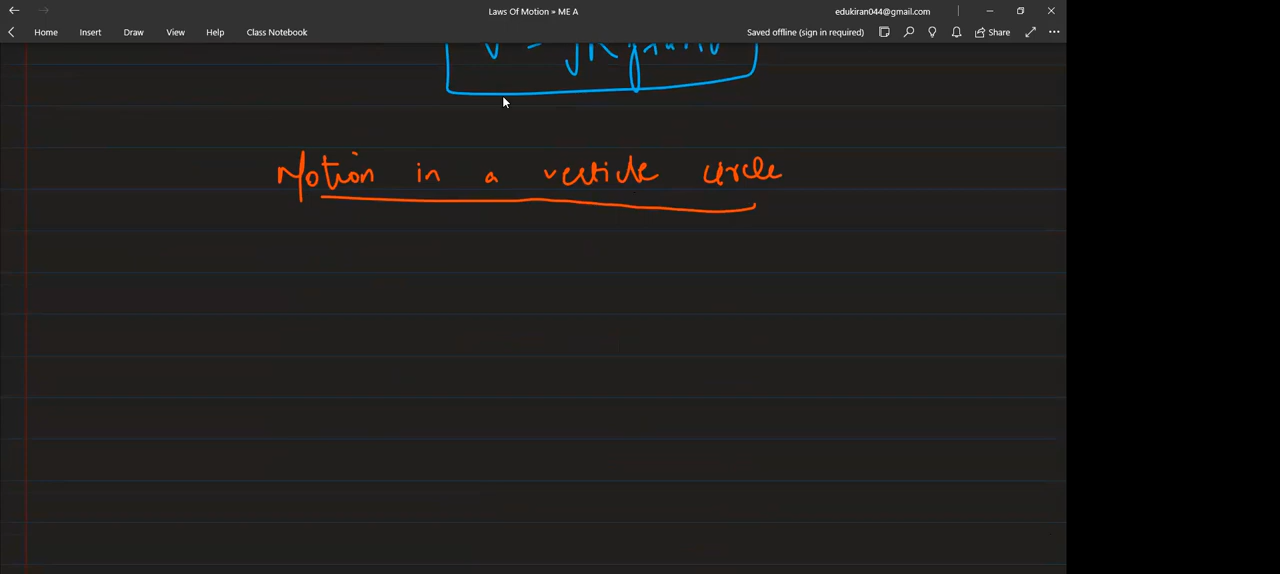 Laws Of Motion » ME A
edukiran044@gmail.com
Home Insert Draw View Help Class Notebook
Saved offline (sign in required)
Share
Motion in a verticle circle